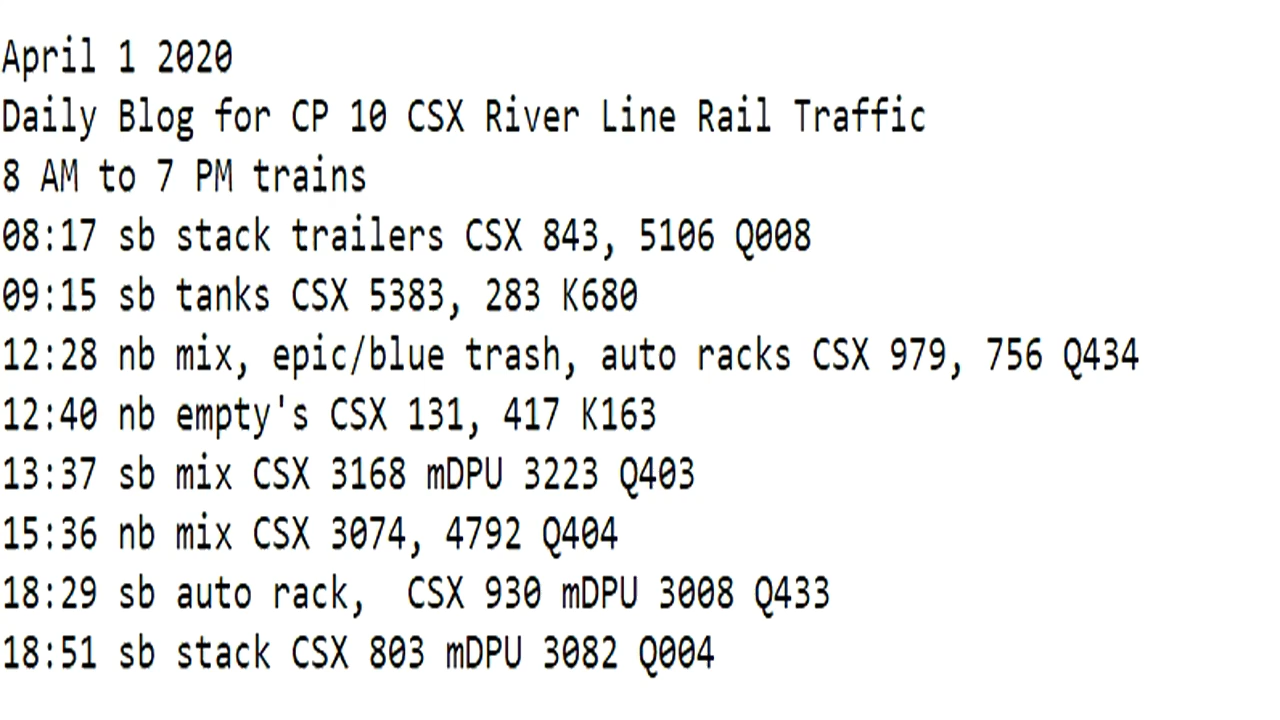 April 1 2020
Daily Blog for CP 10 CSX River Line Rail Traffic
8 AM to 7 PM trains
08:17 sb stack trailers CSX 843, 5106 Q008
09:15 sb tanks CSX 5383, 283 K680
12:28 nb mix, epic/blue trash, auto racks CSX 979, 756 Q434
12:40 nb empty's CSX 131, 417 K163
13:37 sb mix CSX 3168 mDPU 3223 Q403
15:36 nb mix CSX 3074, 4792 Q404
18:29 sb auto rack,  CSX 930 mDPU 3008 Q433
18:51 sb stack CSX 803 mDPU 3082 Q004